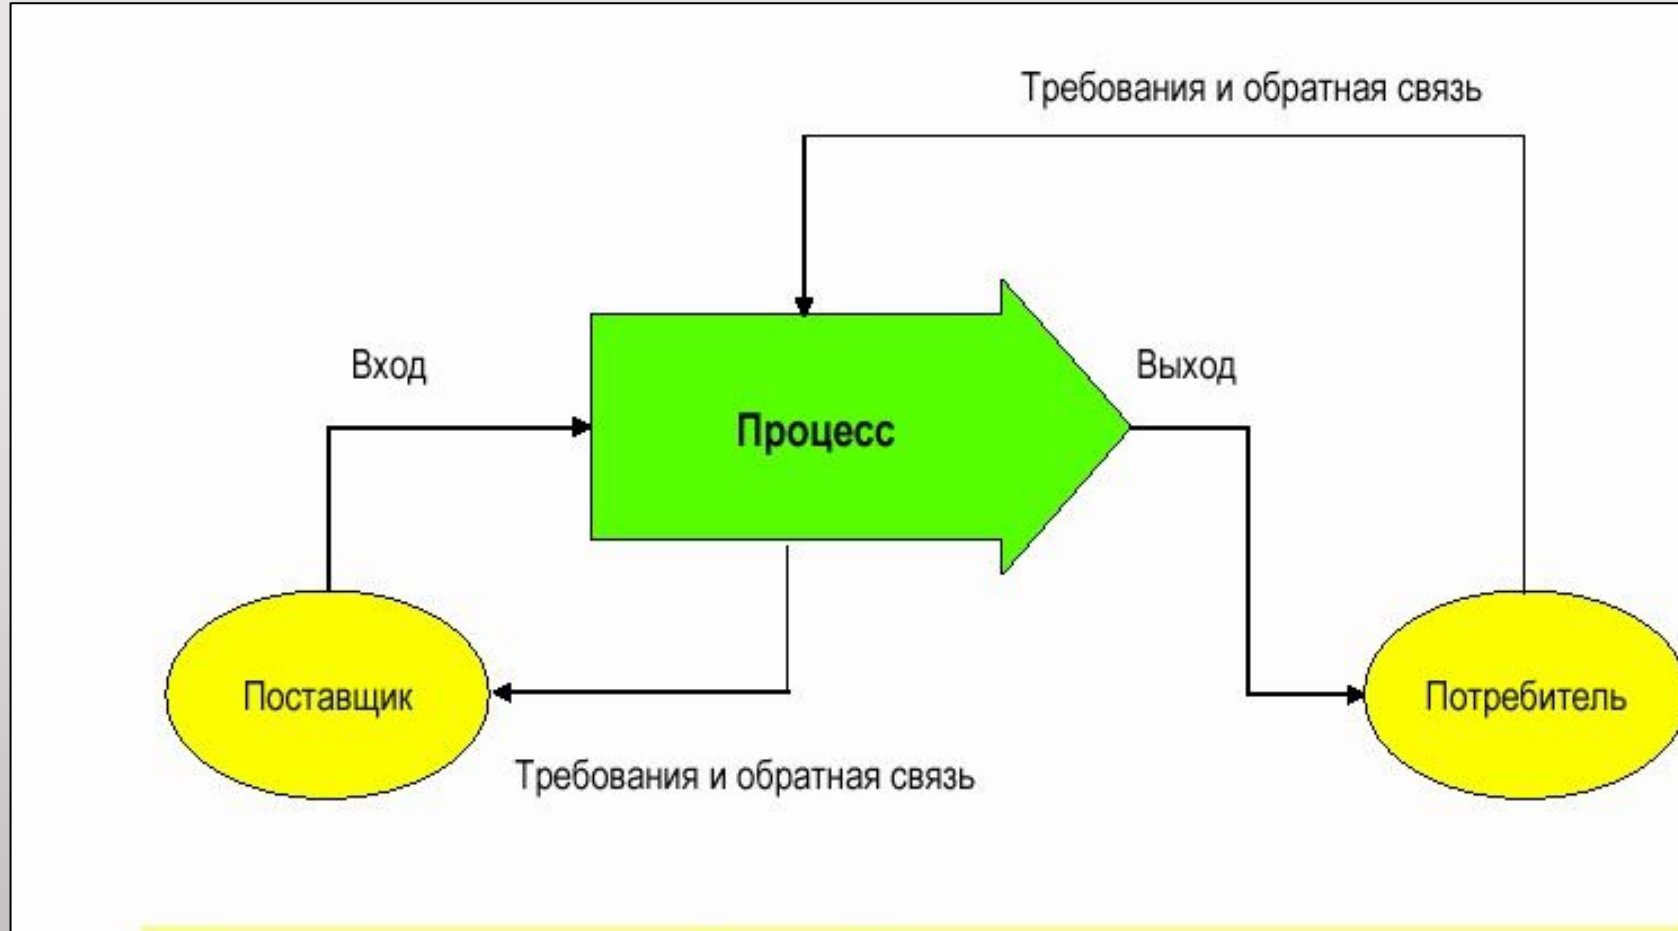 Требования и обратная связь
Вход
Выход
Процесс
Поставщик
Потребитель
Требования и обратная связь